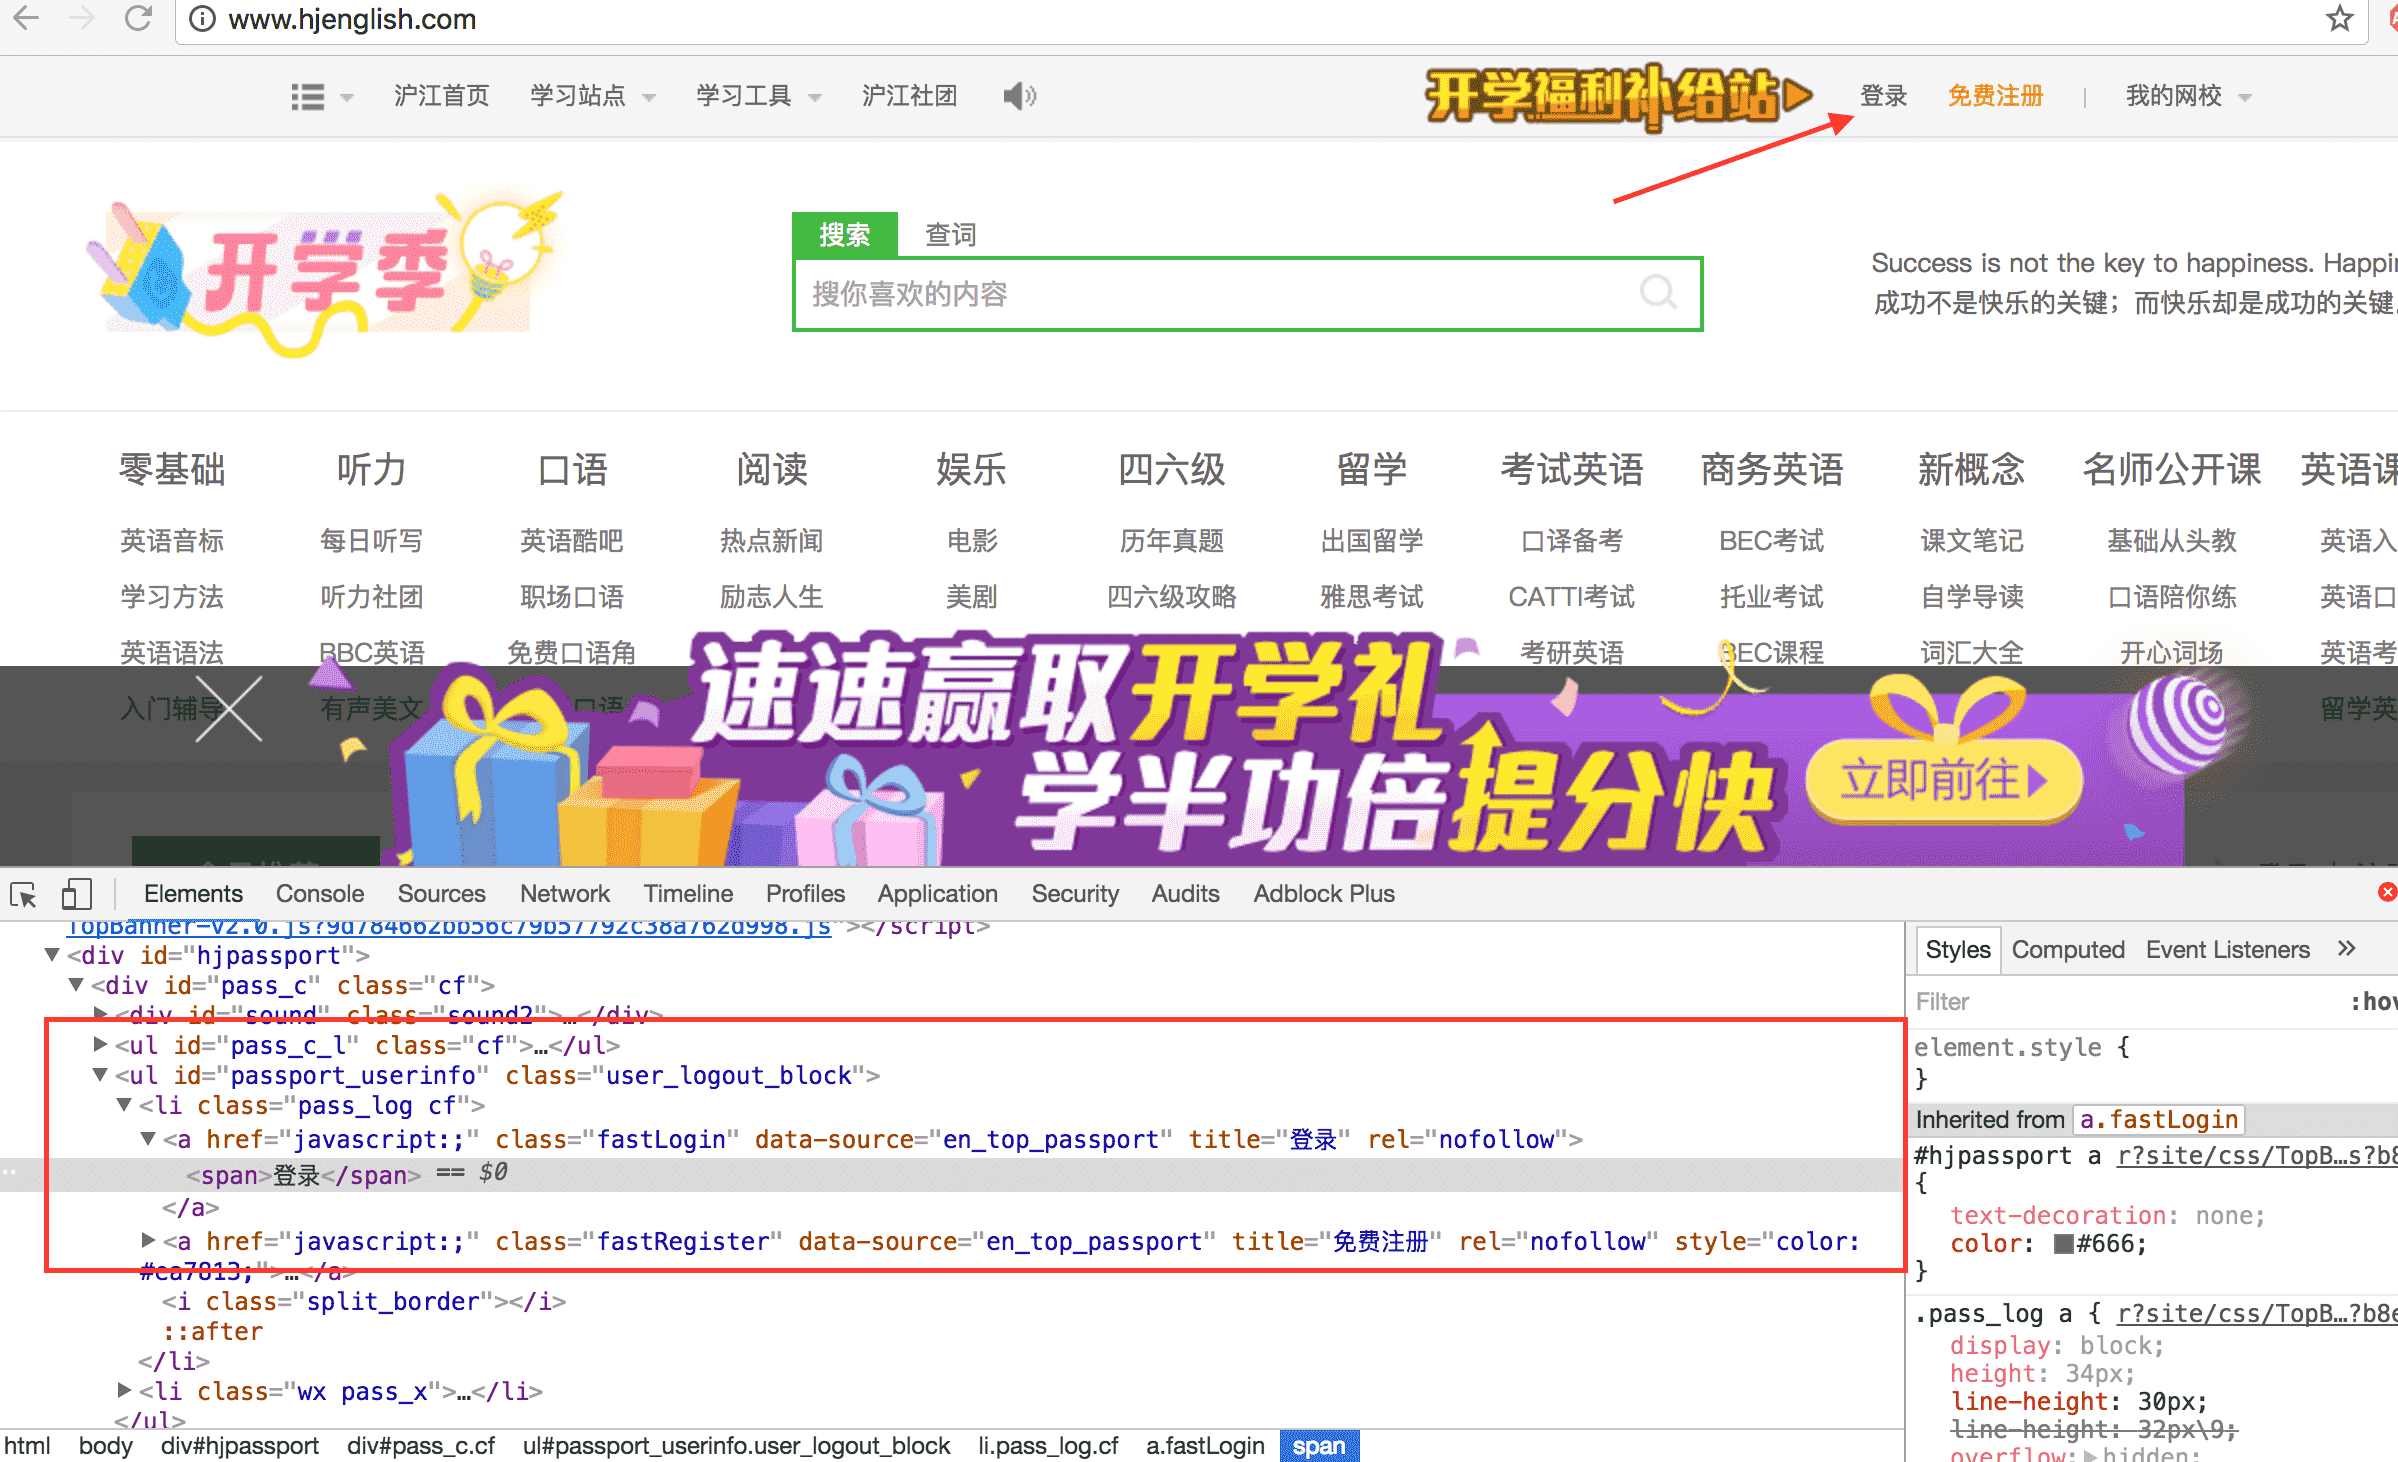 www.hjenglish.com
沪江首页 学习站点 学习工具 沪江社团 开学福利补给站 登录 免费注册 | 我的网校
开学季
搜索 查词
搜你喜欢的内容
Success is not the key to happiness. Happi
成功不是快乐的关键；而快乐却是成功的关键
零基础 听力 口语 阅读 娱乐 四六级 留学 考试英语 商务英语 新概念 名师公开课 英语课
英语音标 每日听写 英语酷吧 热点新闻 电影 历年真题 出国留学 口译备考 BEC考试 课文笔记 基础从头教 英语入
学习方法 听力社团 职场口语 励志人生 美剧 四六级攻略 雅思考试 CATTI考试 托业考试 自学导读 口语陪你练 英语口
英语语法 BBC英语 免费口语角 考研英语 BEC课程 词汇大全 开心词场 英语考
入门辅导 有声美文 口语 留学英
速速赢取开学礼
学半功倍提分快
立即前往
Elements Console Sources Network Timeline Profiles Application Security Audits Adblock Plus
TopBanner-v2.0.js?9d784662bb56c79b57792c38a762d998.js"></script>
<div id="hjpassport">
<div id="pass_c" class="cf">
<div id="sound" class="sound2">…</div>
<ul id="pass_c_l" class="cf">…</ul>
<ul id="passport_userinfo" class="user_logout_block">
<li class="pass_log cf">
<a href="javascript:;" class="fastLogin" data-source="en_top_passport" title="登录" rel="nofollow">
<span>登录</span> == $0
</a>
<a href="javascript:;" class="fastRegister" data-source="en_top_passport" title="免费注册" rel="nofollow" style="color:
#ea7813;">…</a>
<i class="split_border"></i>
::after
</li>
<li class="wx pass_x">…</li>
</ul>
html body div#hjpassport div#pass_c.cf ul#passport_userinfo.user_logout_block li.pass_log.cf a.fastLogin span
Styles Computed Event Listeners »
Filter :hov
element.style {
}
Inherited from a.fastLogin
#hjpassport a r?site/css/TopB…s?b8
{
text-decoration: none;
color: #666;
}
.pass_log a { r?site/css/TopB…?b8e
display: block;
height: 34px;
line-height: 30px;
line-height: 32px\9;
overflow: hidden;